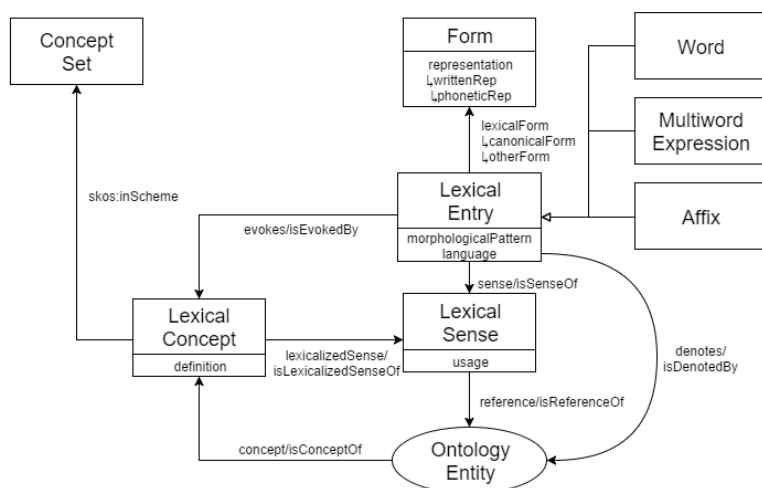 Concept
Set
Form
representation
↳writtenRep
↳phoneticRep
Word
Multiword
Expression
Affix
lexicalForm
↳canonicalForm
↳otherForm
skos:inScheme
Lexical
Entry
morphologicalPattern
language
evokes/isEvokedBy
sense/isSenseOf
Lexical
Concept
definition
lexicalizedSense/
isLexicalizedSenseOf
Lexical
Sense
usage
denotes/
isDenotedBy
reference/isReferenceOf
concept/isConceptOf
Ontology
Entity